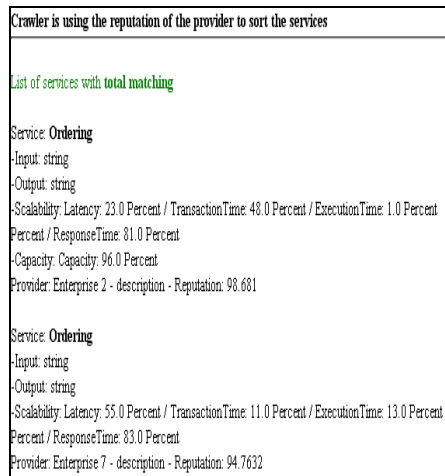 Crawler is using the reputation of the provider to sort the services
List of services with total matching
Service: Ordering
-Input: string
-Output: string
-Scalability: Latency: 23.0 Percent / TransactionTime: 48.0 Percent / ExecutionTime: 1.0 Percent
Percent / ResponseTime: 81.0 Percent
-Capacity: Capacity: 96.0 Percent
Provider: Enterprise 2 - description - Reputation: 98.681
Service: Ordering
-Input: string
-Output: string
-Scalability: Latency: 55.0 Percent / TransactionTime: 11.0 Percent / ExecutionTime: 13.0 Percent
Percent / ResponseTime: 83.0 Percent
Provider: Enterprise 7 - description - Reputation: 94.7632